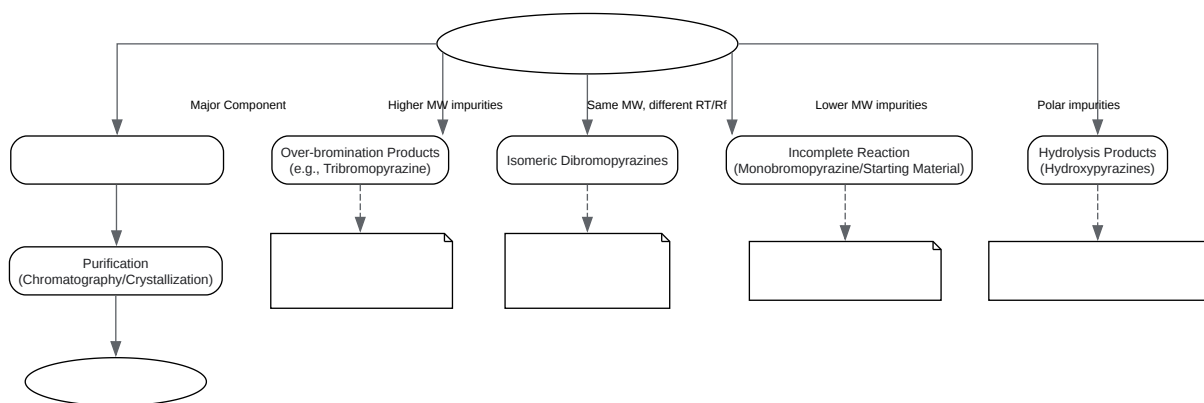 Major Component
Higher MW impurities
Same MW, different RT/Rf
Lower MW impurities
Polar impurities
Over-bromination Products
(e.g., Tribromopyrazine)
Isomeric Dibromopyrazines
Incomplete Reaction
(Monobromopyrazine/Starting Material)
Hydrolysis Products
(Hydroxypyrazines)
Purification
(Chromatography/Crystallization)